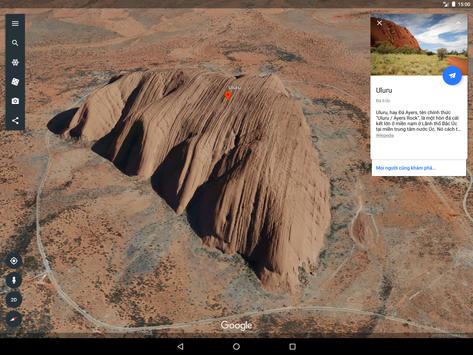 15:00
Uluru
Uluru
Đá ở Úc
Uluru, hay Đá Ayers, tên chính thức
"Uluru / Ayers Rock", là một hòn đá cát
kết lớn ở miền nam ở Lãnh thổ Bắc Úc
tại miền trung tâm nước Úc. Nó cách t...
Wikipedia
Mọi người cũng khám phá...
2D
Google